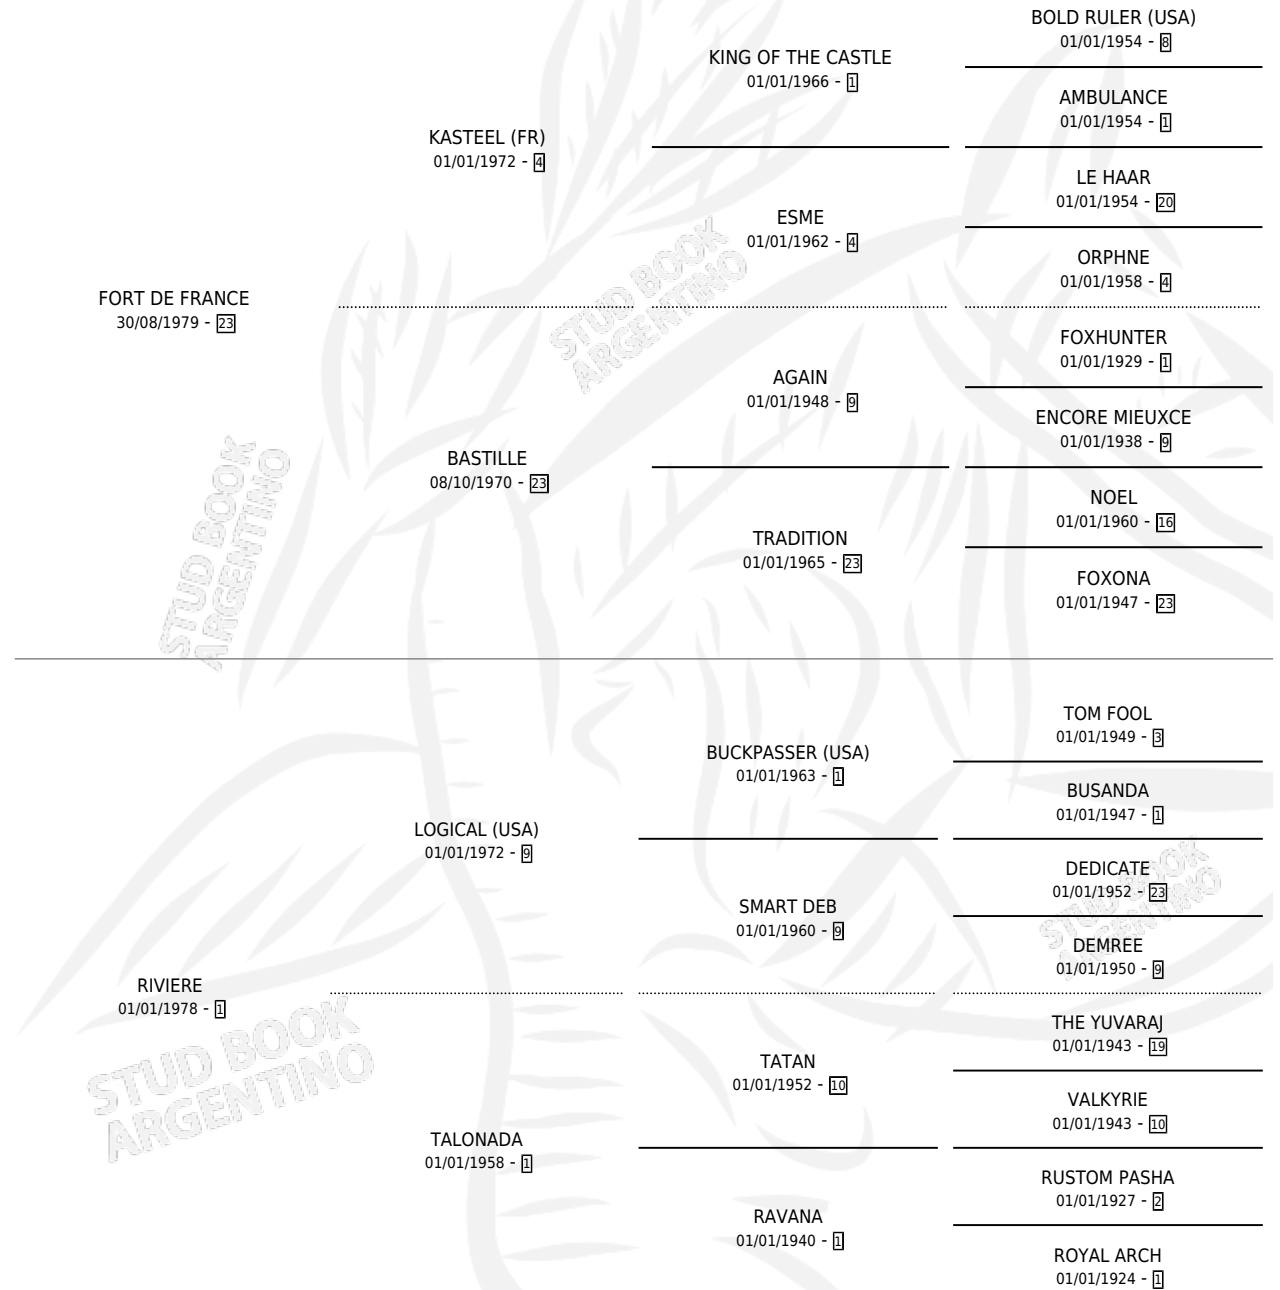 BOLD RULER (USA)
01/01/1954 - 8
KING OF THE CASTLE
01/01/1966 - 1
AMBULANCE
01/01/1954 - 1
KASTEEL (FR)
01/01/1972 - 4
LE HAAR
01/01/1954 - 20
ESME
01/01/1962 - 4
ORPHNE
01/01/1958 - 4
FORT DE FRANCE
30/08/1979 - 23
FOXHUNTER
01/01/1929 - 1
AGAIN
01/01/1948 - 9
ENCORE MIEUXCE
01/01/1938 - 9
BASTILLE
08/10/1970 - 23
NOEL
01/01/1960 - 16
TRADITION
01/01/1965 - 23
FOXONA
01/01/1947 - 23
TOM FOOL
01/01/1949 - 3
BUCKPASSER (USA)
01/01/1963 - 1
BUSANDA
01/01/1947 - 1
LOGICAL (USA)
01/01/1972 - 9
DEDICATE
01/01/1952 - 23
SMART DEB
01/01/1960 - 9
DEMREE
01/01/1950 - 9
RIVIERE
01/01/1978 - 1
THE YUVARAJ
01/01/1943 - 19
TATAN
01/01/1952 - 10
VALKYRIE
01/01/1943 - 10
TALONADA
01/01/1958 - 1
RUSTOM PASHA
01/01/1927 - 2
RAVANA
01/01/1940 - 1
ROYAL ARCH
01/01/1924 - 1
STUD BOOK
ARGENTINO
STUD BOOK
ARGENTINO
STUD BOOK
ARGENTINO
STUD BOOK
ARGENTINO